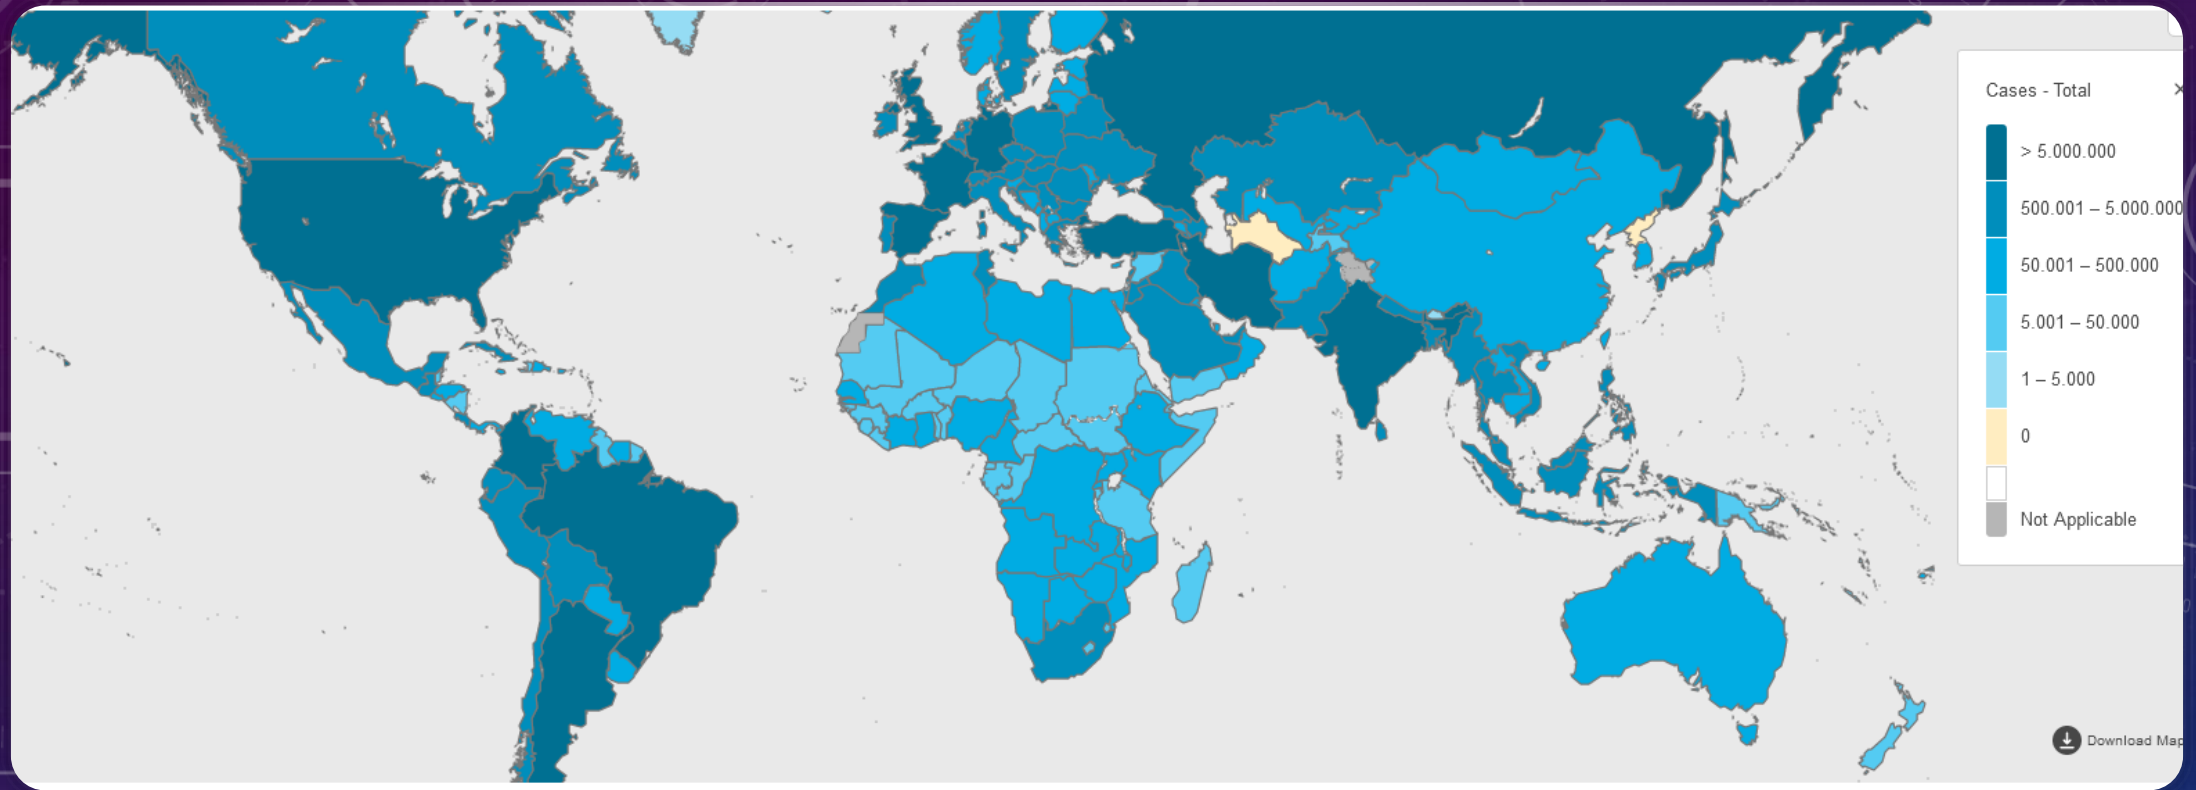 Cases - Total
> 5.000.000
500.001 – 5.000.000
50.001 – 500.000
5.001 – 50.000
1 – 5.000
0
Not Applicable
Download Map